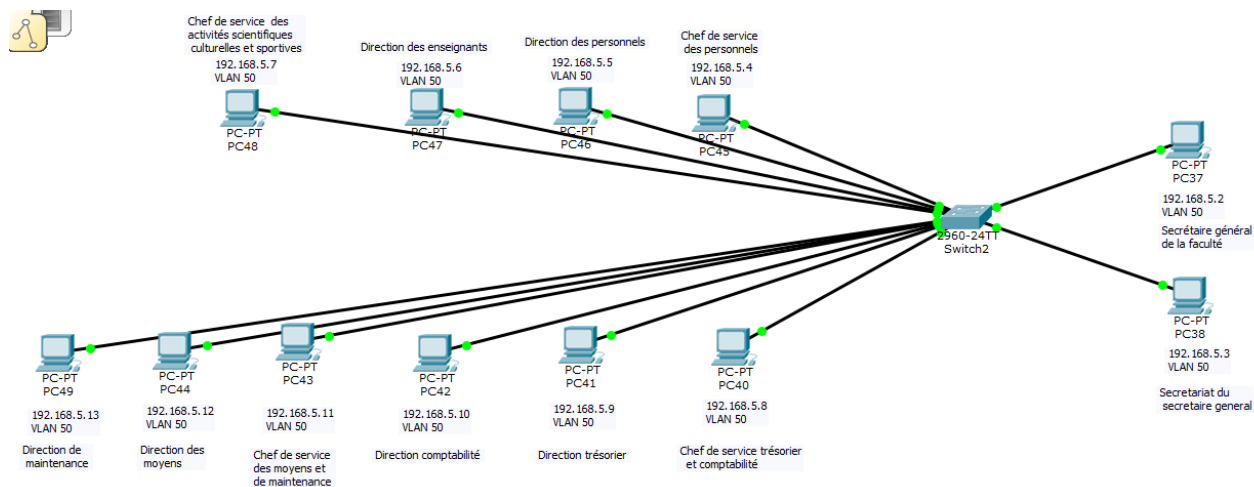 Chef de service des
activités scientifiques
culturelles et sportives
192.168.5.7
VLAN 50
PC-PT
PC48
Direction des enseignants
192.168.5.6
VLAN 50
PC-PT
PC47
Direction des personnels
192.168.5.5
VLAN 50
PC-PT
PC46
Chef de service
des personnels
192.168.5.4
VLAN 50
PC-PT
PC45
PC-PT
PC37
192.168.5.2
VLAN 50
Secrétaire général
de la faculté
2960-24TT
Switch2
PC-PT
PC38
192.168.5.3
VLAN 50
Secretariat du
secretaire general
PC-PT
PC49
192.168.5.13
VLAN 50
Direction de
maintenance
PC-PT
PC44
192.168.5.12
VLAN 50
Direction des
moyens
PC-PT
PC43
192.168.5.11
VLAN 50
Chef de service
des moyens et
de maintenance
PC-PT
PC42
192.168.5.10
VLAN 50
Direction comptabilité
PC-PT
PC41
192.168.5.9
VLAN 50
Direction trésorier
PC-PT
PC40
192.168.5.8
VLAN 50
Chef de service trésorier
et comptabilité